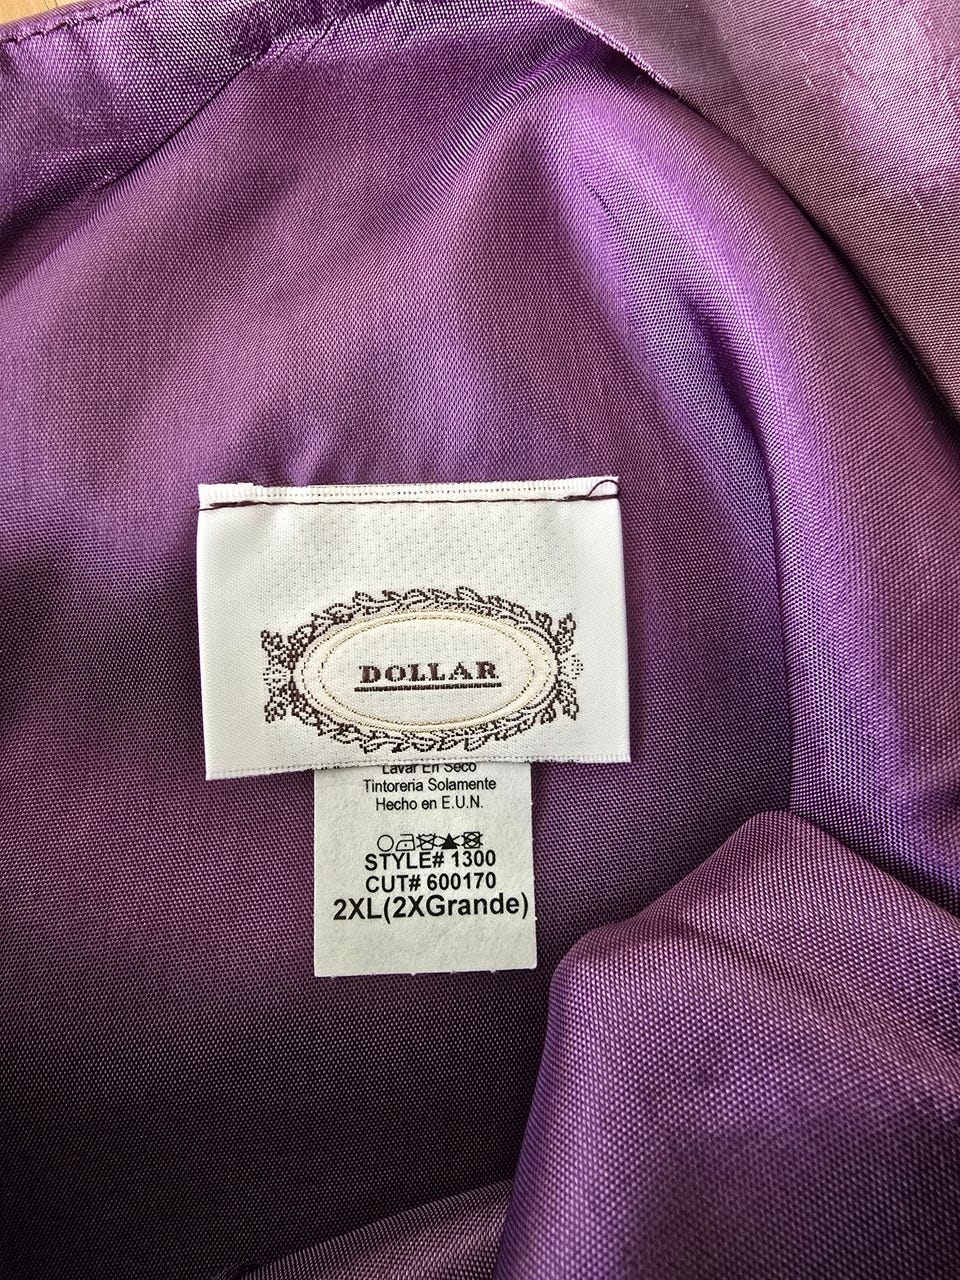 DOLLAR
Lavar En Seco
Tintoreria Solamente
Hecho en E.U.N.
STYLE# 1300
CUT# 600170
2XL(2XGrande)